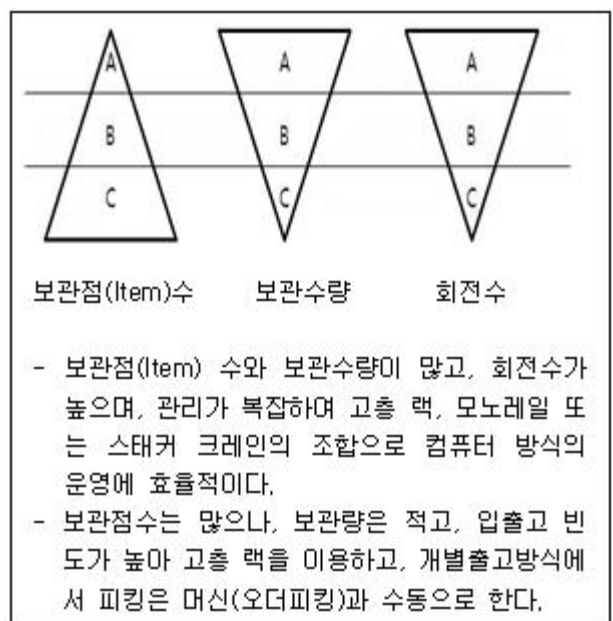 A A A
B B B
C C C
보관점(Item)수 보관수량 회전수
- 보관점(Item) 수와 보관수량이 많고, 회전수가
높으며, 관리가 복잡하여 고층 랙, 모노레일 또
는 스태커 크레인의 조합으로 컴퓨터 방식의
운영에 효율적이다.
- 보관점수는 많으나, 보관량은 적고, 입출고 빈
도가 높아 고층 랙을 이용하고, 개별출고방식에
서 피킹은 머신(오더피킹)과 수동으로 한다.